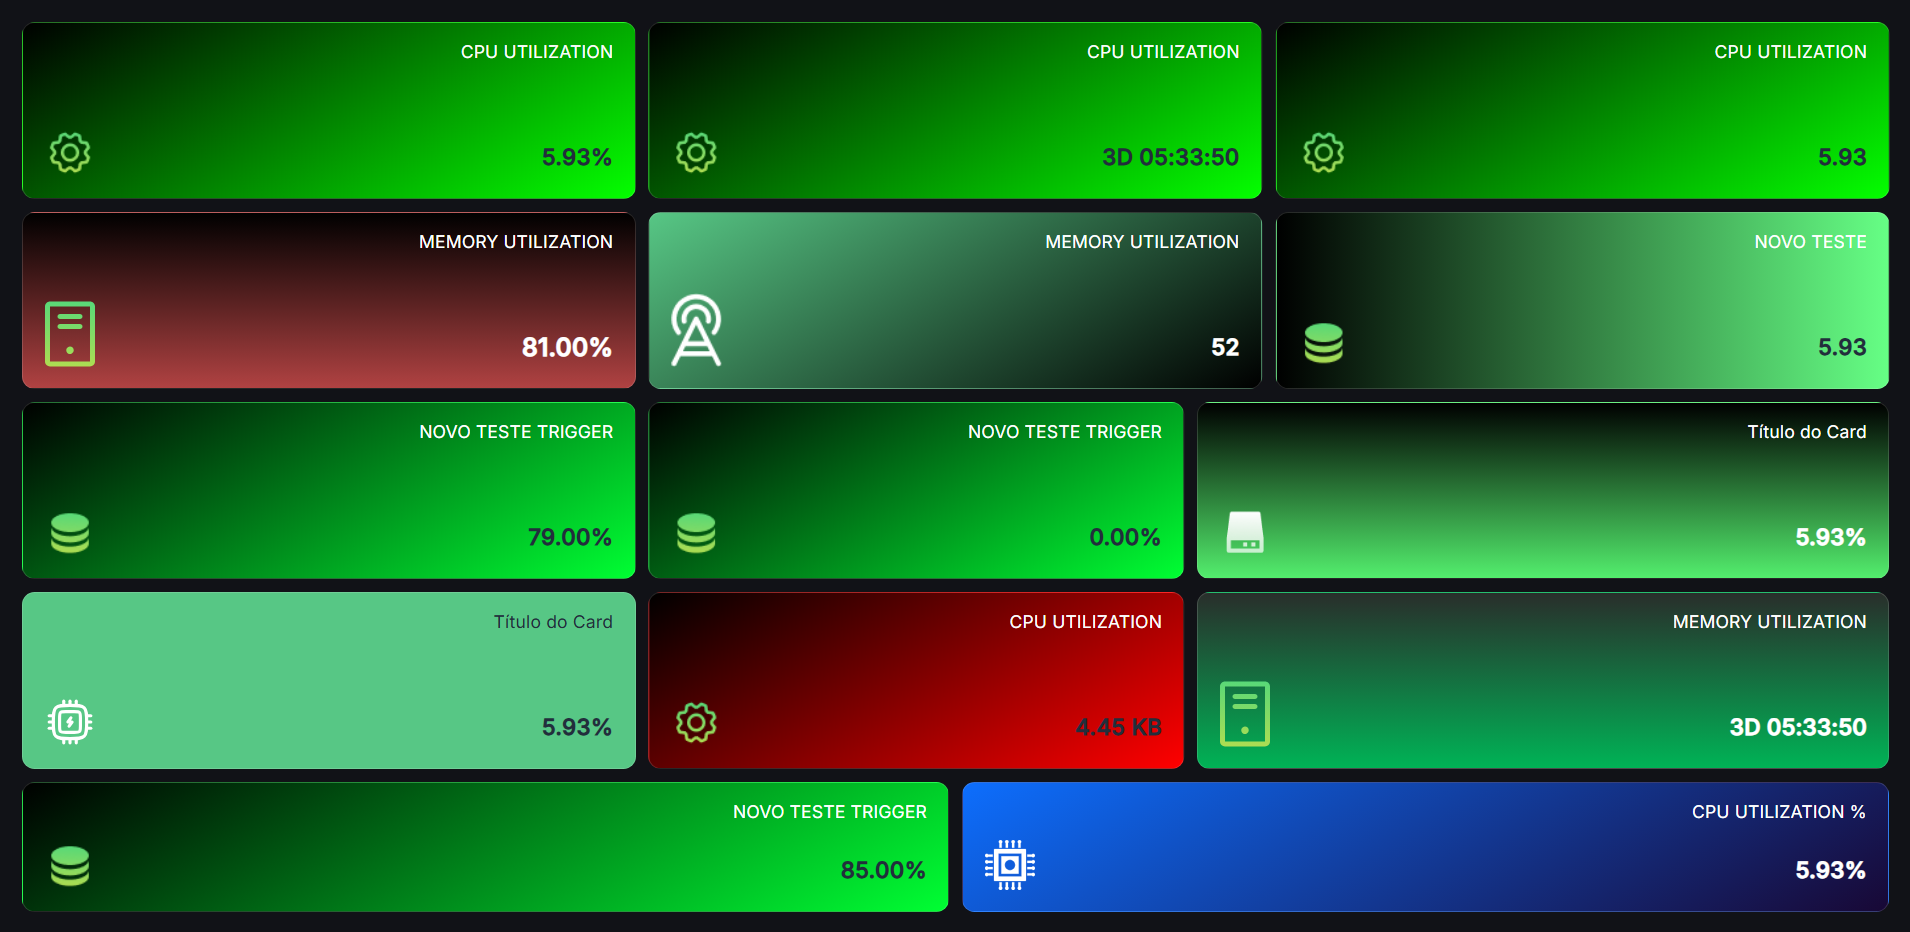 CPU UTILIZATION
5.93%
CPU UTILIZATION
3D 05:33:50
CPU UTILIZATION
5.93
MEMORY UTILIZATION
81.00%
MEMORY UTILIZATION
52
NOVO TESTE
5.93
NOVO TESTE TRIGGER
79.00%
NOVO TESTE TRIGGER
0.00%
Título do Card
5.93%
Título do Card
5.93%
CPU UTILIZATION
4.45 KB
MEMORY UTILIZATION
3D 05:33:50
NOVO TESTE TRIGGER
85.00%
CPU UTILIZATION %
5.93%